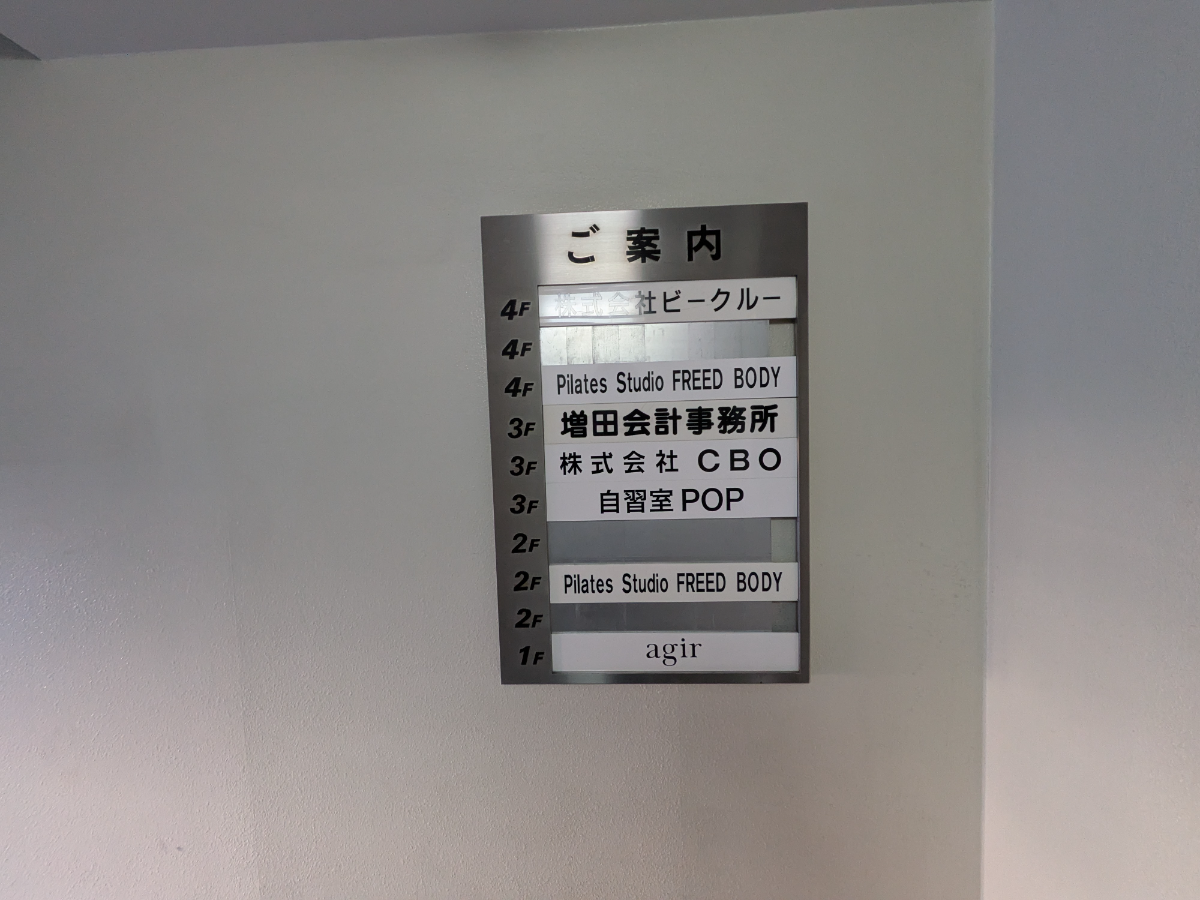 ご案内
4F 株式会社ビークルー
4F
4F Pilates Studio FREED BODY
3F 増田会計事務所
3F 株式会社 CBO
3F 自習室POP
2F
2F Pilates Studio FREED BODY
2F
1F agir